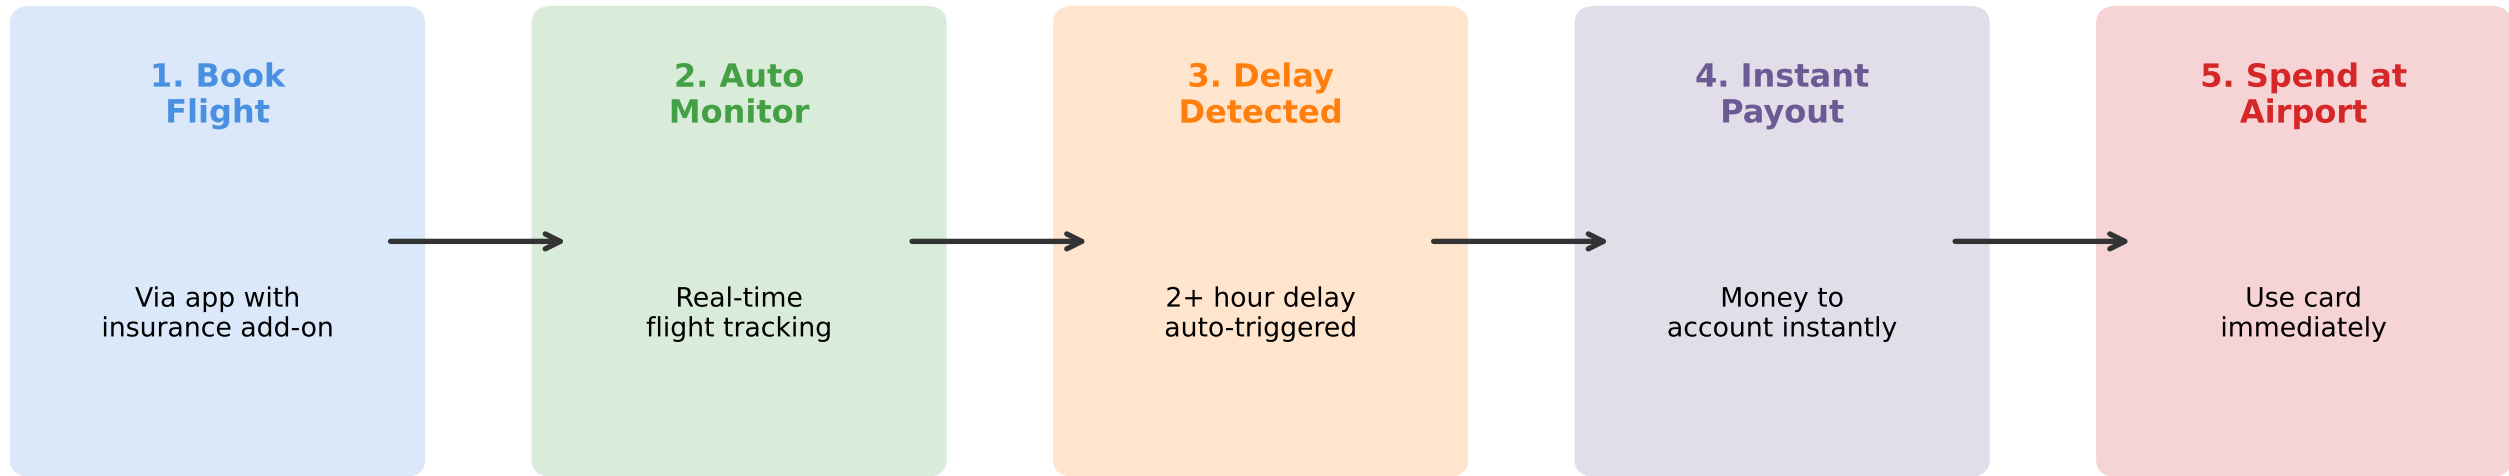 1. Book
Flight
Via app with
insurance add-on
2. Auto
Monitor
Real-time
flight tracking
3. Delay
Detected
2+ hour delay
auto-triggered
4. Instant
Payout
Money to
account instantly
5. Spend at
Airport
Use card
immediately